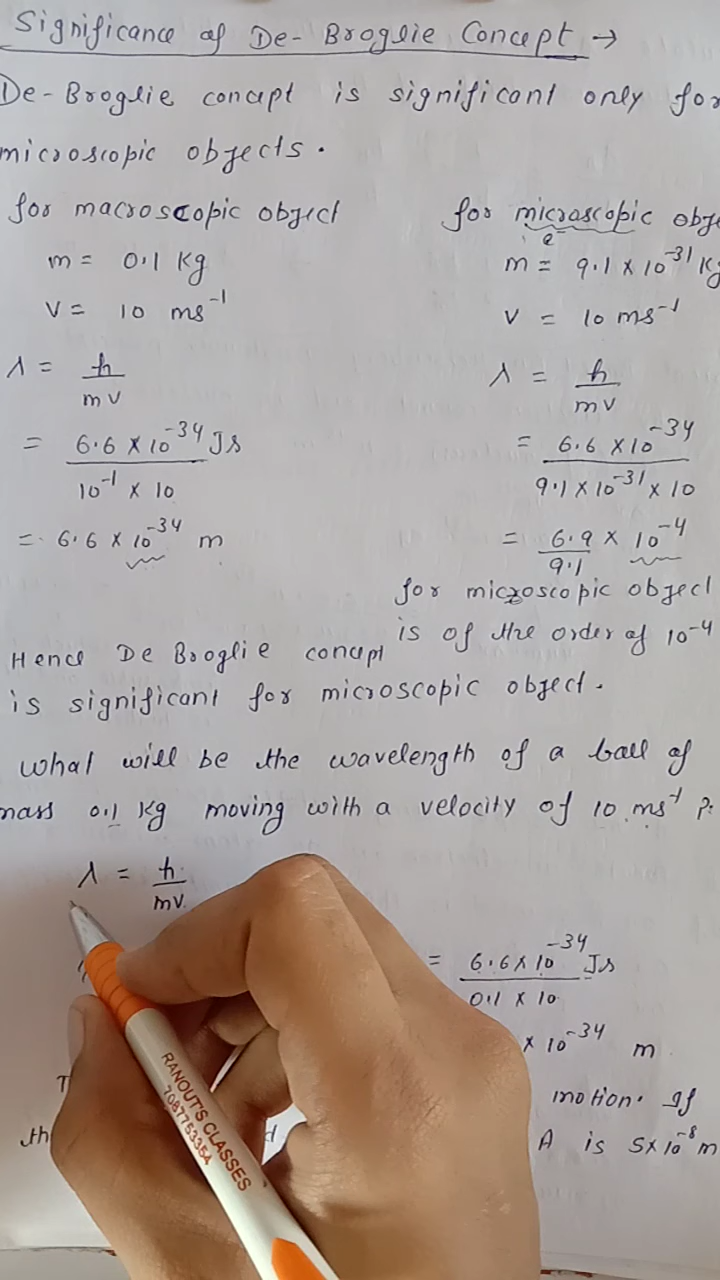 Significance of De-Broglie Concept →
De-Broglie concept is significant only for
microscopic objects.
for macroscopic object
m = 0.1 Kg
v = 10 ms⁻¹
λ = h/mv
= 6.6 × 10⁻³⁴ Js / 10⁻¹ × 10
= 6.6 × 10⁻³⁴ m
for microscopic obje
e⁻
m = 9.1 × 10⁻³¹ Kg
v = 10 ms⁻¹
λ = h/mv
= 6.6 × 10⁻³⁴ / 9.1 × 10⁻³¹ × 10
= 6.9/9.1 × 10⁻⁴
for microscopic object
is of the order of 10⁻⁴
Hence De Broglie concept
is significant for microscopic object.
What will be the wavelength of a ball of
mass 0.1 Kg moving with a velocity of 10 ms⁻¹ ?
λ = h/mv
= 6.6 × 10⁻³⁴ Js / 0.1 × 10
× 10⁻³⁴ m
motion. If
th
A is 5×10⁻⁸ m
RANOUT'S CLASSES
7087753354